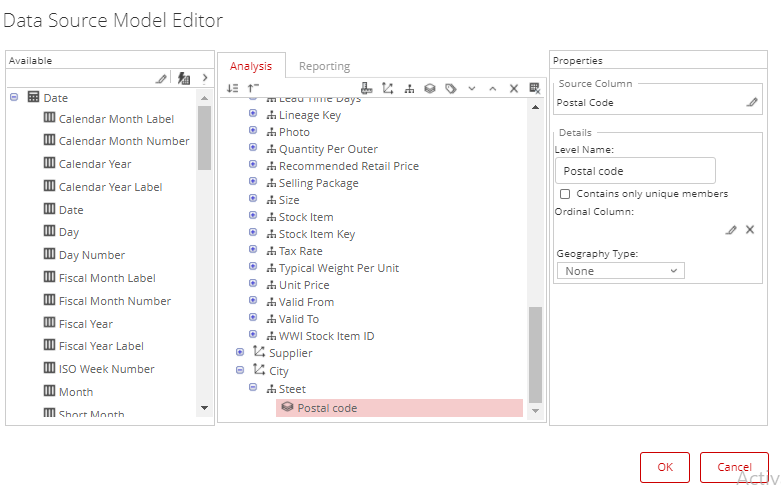 Data Source Model Editor
Available
Date
Calendar Month Label
Calendar Month Number
Calendar Year
Calendar Year Label
Date
Day
Day Number
Fiscal Month Label
Fiscal Month Number
Fiscal Year
Fiscal Year Label
ISO Week Number
Month
Short Month
Analysis
Reporting
Lead Time Days
Lineage Key
Photo
Quantity Per Outer
Recommended Retail Price
Selling Package
Size
Stock Item
Stock Item Key
Tax Rate
Typical Weight Per Unit
Unit Price
Valid From
Valid To
WWI Stock Item ID
Supplier
City
Steet
Postal code
Properties
Source Column
Postal Code
Details
Level Name:
Postal code
Contains only unique members
Ordinal Column:
Geography Type:
None
OK
Cancel
Activ